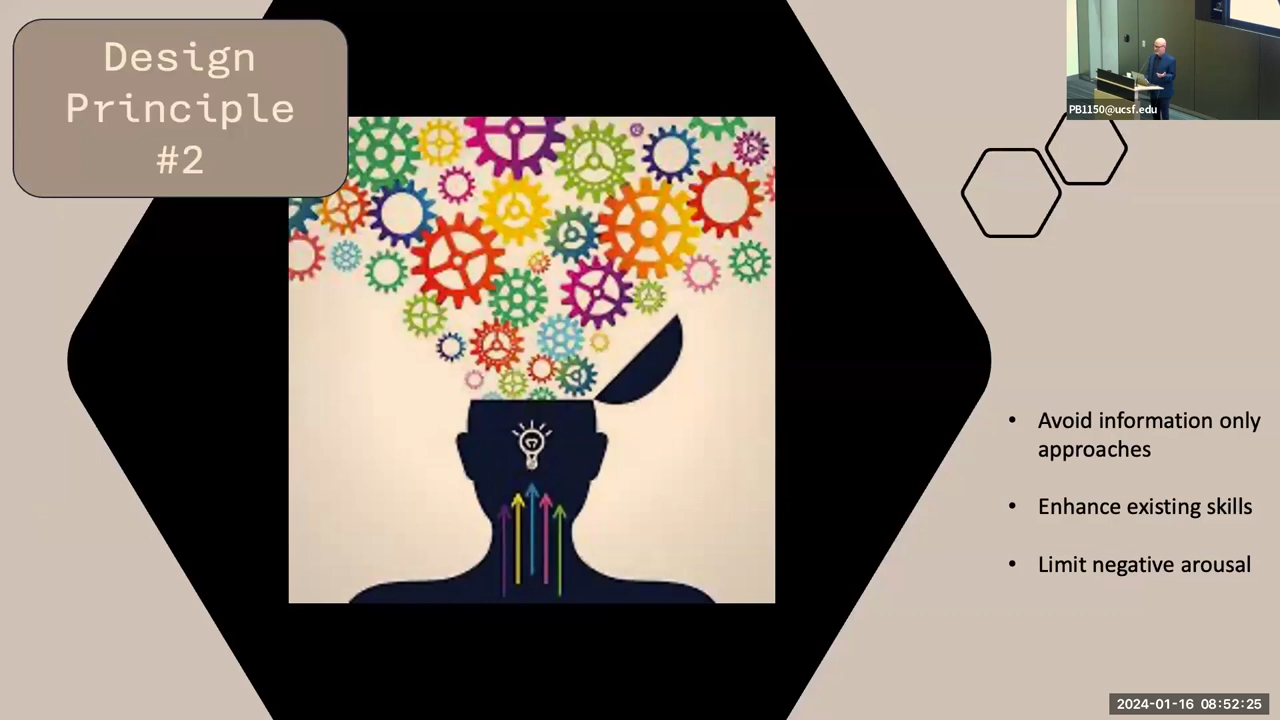 Design
Principle
#2
PB1150@ucsf.edu
• Avoid information only
approaches
• Enhance existing skills
• Limit negative arousal
2024-01-16 08:52:25